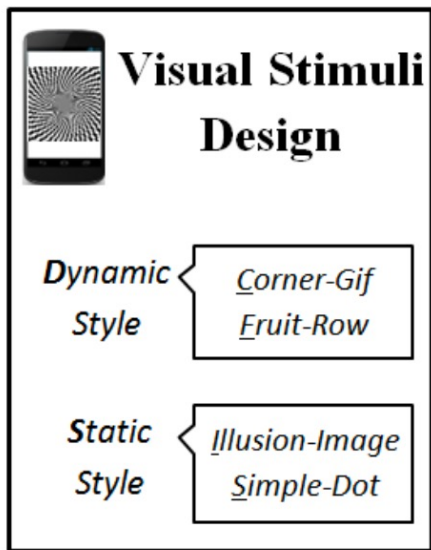 Visual Stimuli
Design
Dynamic
Style
Corner-Gif
Fruit-Row
Static
Style
Illusion-Image
Simple-Dot